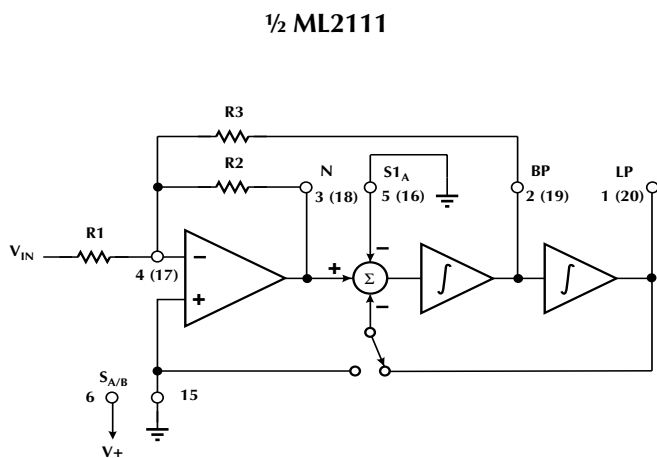 ½ ML2111
R3
R2
N
3 (18)
S1A
5 (16)
BP
2 (19)
LP
1 (20)
R1
VIN
4 (17)
−
+
+
Σ
−
−
∫
∫
SA/B
6
V+
15